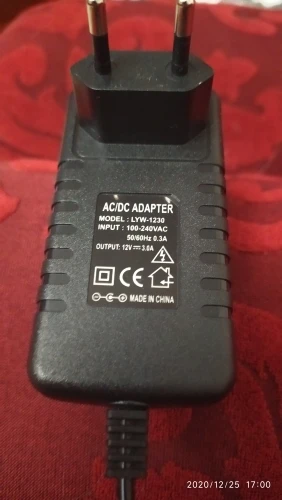 AC/DC ADAPTER
MODEL : LYW-1230
INPUT : 100-240VAC
50/60Hz 0.3A
OUTPUT: 12V⎓3.0A
CE
MADE IN CHINA
2020/12/25 17:00